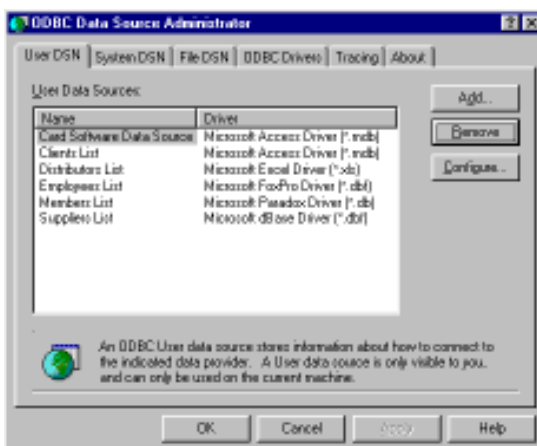 ODBC Data Source Administrator
User DSN System DSN File DSN ODBC Drivers Tracing About
User Data Sources:
Add...
Name Driver
Card Software Data Source Microsoft Access Driver (*.mdb)
Remove
Clients List Microsoft Access Driver (*.mdb)
Distributors List Microsoft Excel Driver (*.xls)
Configure...
Employees List Microsoft FoxPro Driver (*.dbf)
Members List Microsoft Paradox Driver (*.db)
Suppliers List Microsoft dBase Driver (*.dbf)
An ODBC User data source stores information about how to connect to
the indicated data provider. A User data source is only visible to you,
and can only be used on the current machine.
OK Cancel Apply Help